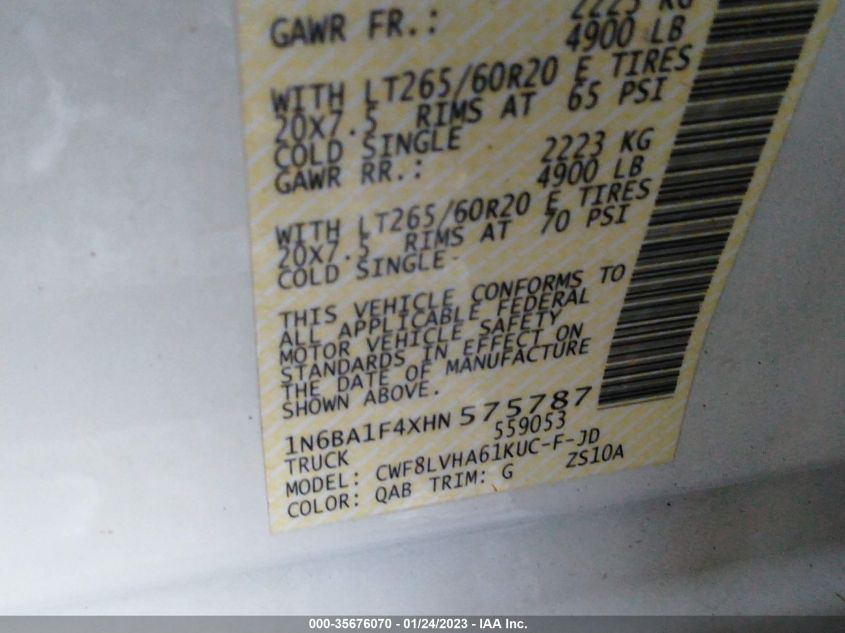 GAWR FR.: 2223 KG
4900 LB
WITH LT265/60R20 E TIRES
20X7.5 RIMS AT 65 PSI
COLD SINGLE
GAWR RR.: 2223 KG
4900 LB
WITH LT265/60R20 E TIRES
20X7.5 RIMS AT 70 PSI
COLD SINGLE
THIS VEHICLE CONFORMS TO
ALL APPLICABLE FEDERAL
MOTOR VEHICLE SAFETY
STANDARDS IN EFFECT ON
THE DATE OF MANUFACTURE
SHOWN ABOVE.
1N6BA1F4XHN575787
TRUCK 559053
MODEL: CWF8LVHA61KUC-F-JD
COLOR: QAB TRIM: G ZS10A
000-35676070 - 01/24/2023 - IAA Inc.